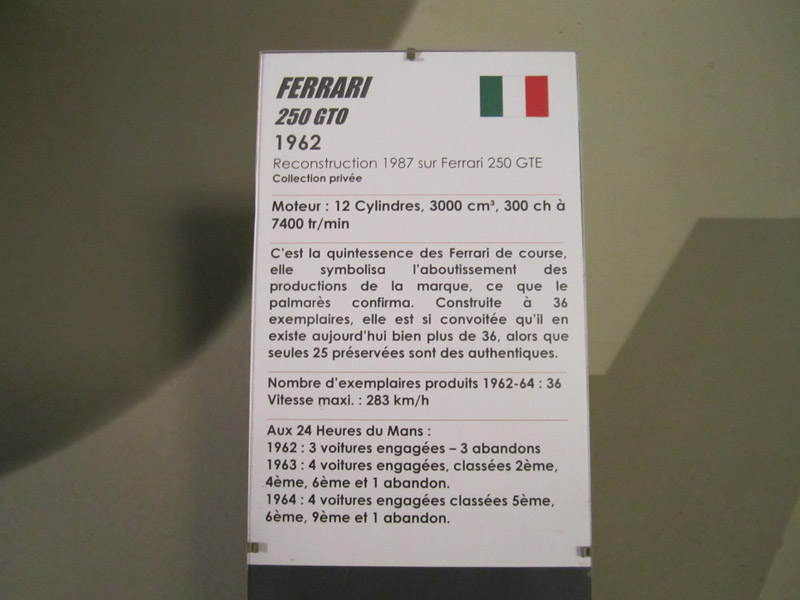 FERRARI
250 GTO
1962
Reconstruction 1987 sur Ferrari 250 GTE
Collection privée
Moteur : 12 Cylindres, 3000 cm³, 300 ch à
7400 tr/min
C'est la quintessence des Ferrari de course,
elle symbolisa l'aboutissement des
productions de la marque, ce que le
palmarès confirma. Construite à 36
exemplaires, elle est si convoitée qu'il en
existe aujourd'hui bien plus de 36, alors que
seules 25 préservées sont des authentiques.
Nombre d'exemplaires produits 1962-64 : 36
Vitesse maxi. : 283 km/h
Aux 24 Heures du Mans :
1962 : 3 voitures engagées – 3 abandons
1963 : 4 voitures engagées, classées 2ème,
4ème, 6ème et 1 abandon.
1964 : 4 voitures engagées classées 5ème,
6ème, 9ème et 1 abandon.